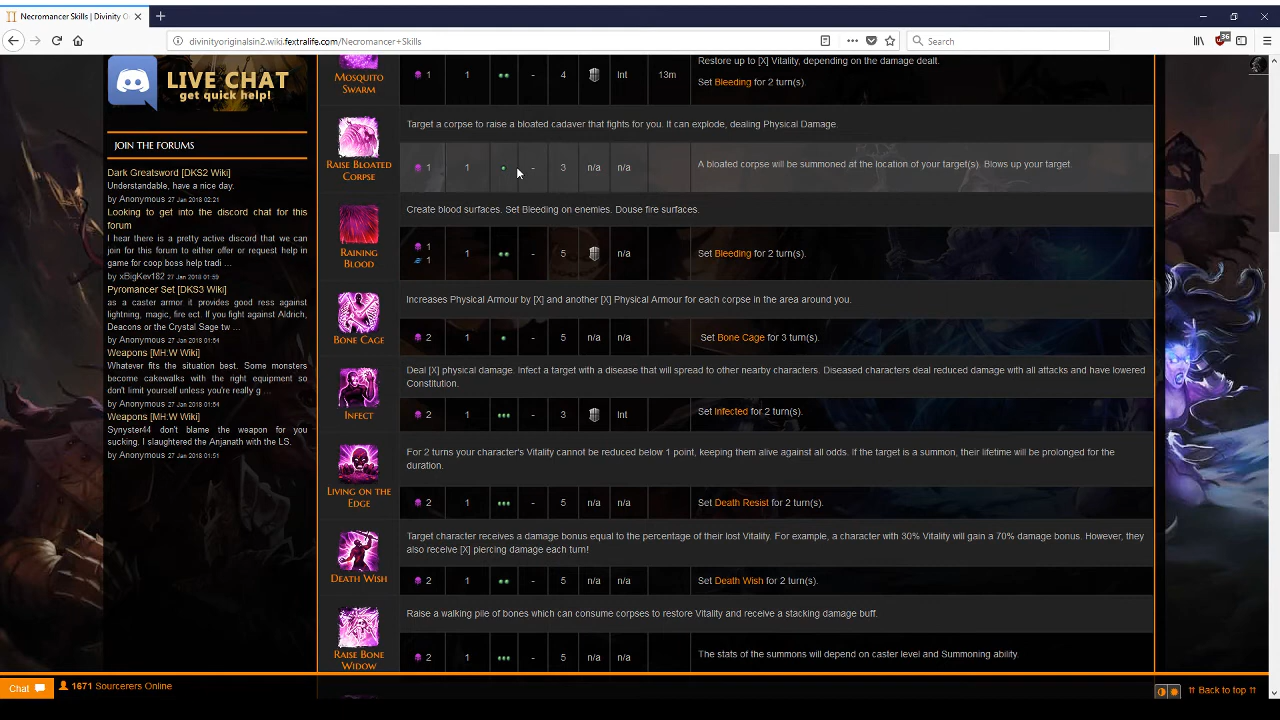 Necromancer Skills | Divinity O
divinityoriginalsin2.wiki.fextralife.com/Necromancer+Skills
Search
36
LIVE CHAT
get quick help!
JOIN THE FORUMS
Dark Greatsword [DKS2 Wiki]
Understandable, have a nice day.
by Anonymous 27 Jan 2018 02:21
Looking to get into the discord chat for this
forum
I hear there is a pretty active discord that we can
join for this forum to either offer or request help in
game for coop boss help tradi ...
by xBigKev182 27 Jan 2018 01:59
Pyromancer Set [DKS3 Wiki]
as a caster armor it provides good ress against
lightning, magic, fire ect. If you fight against Aldrich,
Deacons or the Crystal Sage tw ...
by Anonymous 27 Jan 2018 01:54
Weapons [MH:W Wiki]
Whatever fits the situation best. Some monsters
become cakewalks with the right equipment so
don't limit yourself unless you're really g ...
by Anonymous 27 Jan 2018 01:54
Weapons [MH:W Wiki]
Synyster44 don't blame the weapon for you
sucking. I slaughtered the Anjanath with the LS.
by Anonymous 27 Jan 2018 01:51
Mosquito
Swarm
1 1 - 4 Int 13m
Restore up to [X] Vitality, depending on the damage dealt.
Set Bleeding for 2 turn(s).
Raise Bloated
Corpse
Target a corpse to raise a bloated cadaver that fights for you. It can explode, dealing Physical Damage.
1 1 - 3 n/a n/a
A bloated corpse will be summoned at the location of your target(s). Blows up your target.
Raining
Blood
Create blood surfaces. Set Bleeding on enemies. Douse fire surfaces.
1
1
1 - 5 n/a
Set Bleeding for 2 turn(s).
Bone Cage
Increases Physical Armour by [X] and another [X] Physical Armour for each corpse in the area around you.
2 1 - 5 n/a n/a
Set Bone Cage for 3 turn(s).
Infect
Deal [X] physical damage. Infect a target with a disease that will spread to other nearby characters. Diseased characters deal reduced damage with all attacks and have lowered
Constitution.
2 1 - 3 Int
Set Infected for 2 turn(s).
Living on the
Edge
For 2 turns your character's Vitality cannot be reduced below 1 point, keeping them alive against all odds. If the target is a summon, their lifetime will be prolonged for the
duration.
2 1 - 5 n/a n/a
Set Death Resist for 2 turn(s).
Death Wish
Target character receives a damage bonus equal to the percentage of their lost Vitality. For example, a character with 30% Vitality will gain a 70% damage bonus. However, they
also receive [X] piercing damage each turn!
2 1 - 5 n/a n/a
Set Death Wish for 2 turn(s).
Raise Bone
Widow
Raise a walking pile of bones which can consume corpses to restore Vitality and receive a stacking damage buff.
2 1 - 5 n/a n/a
The stats of the summons will depend on caster level and Summoning ability.
Chat
1671 Sourcerers Online
Back to top